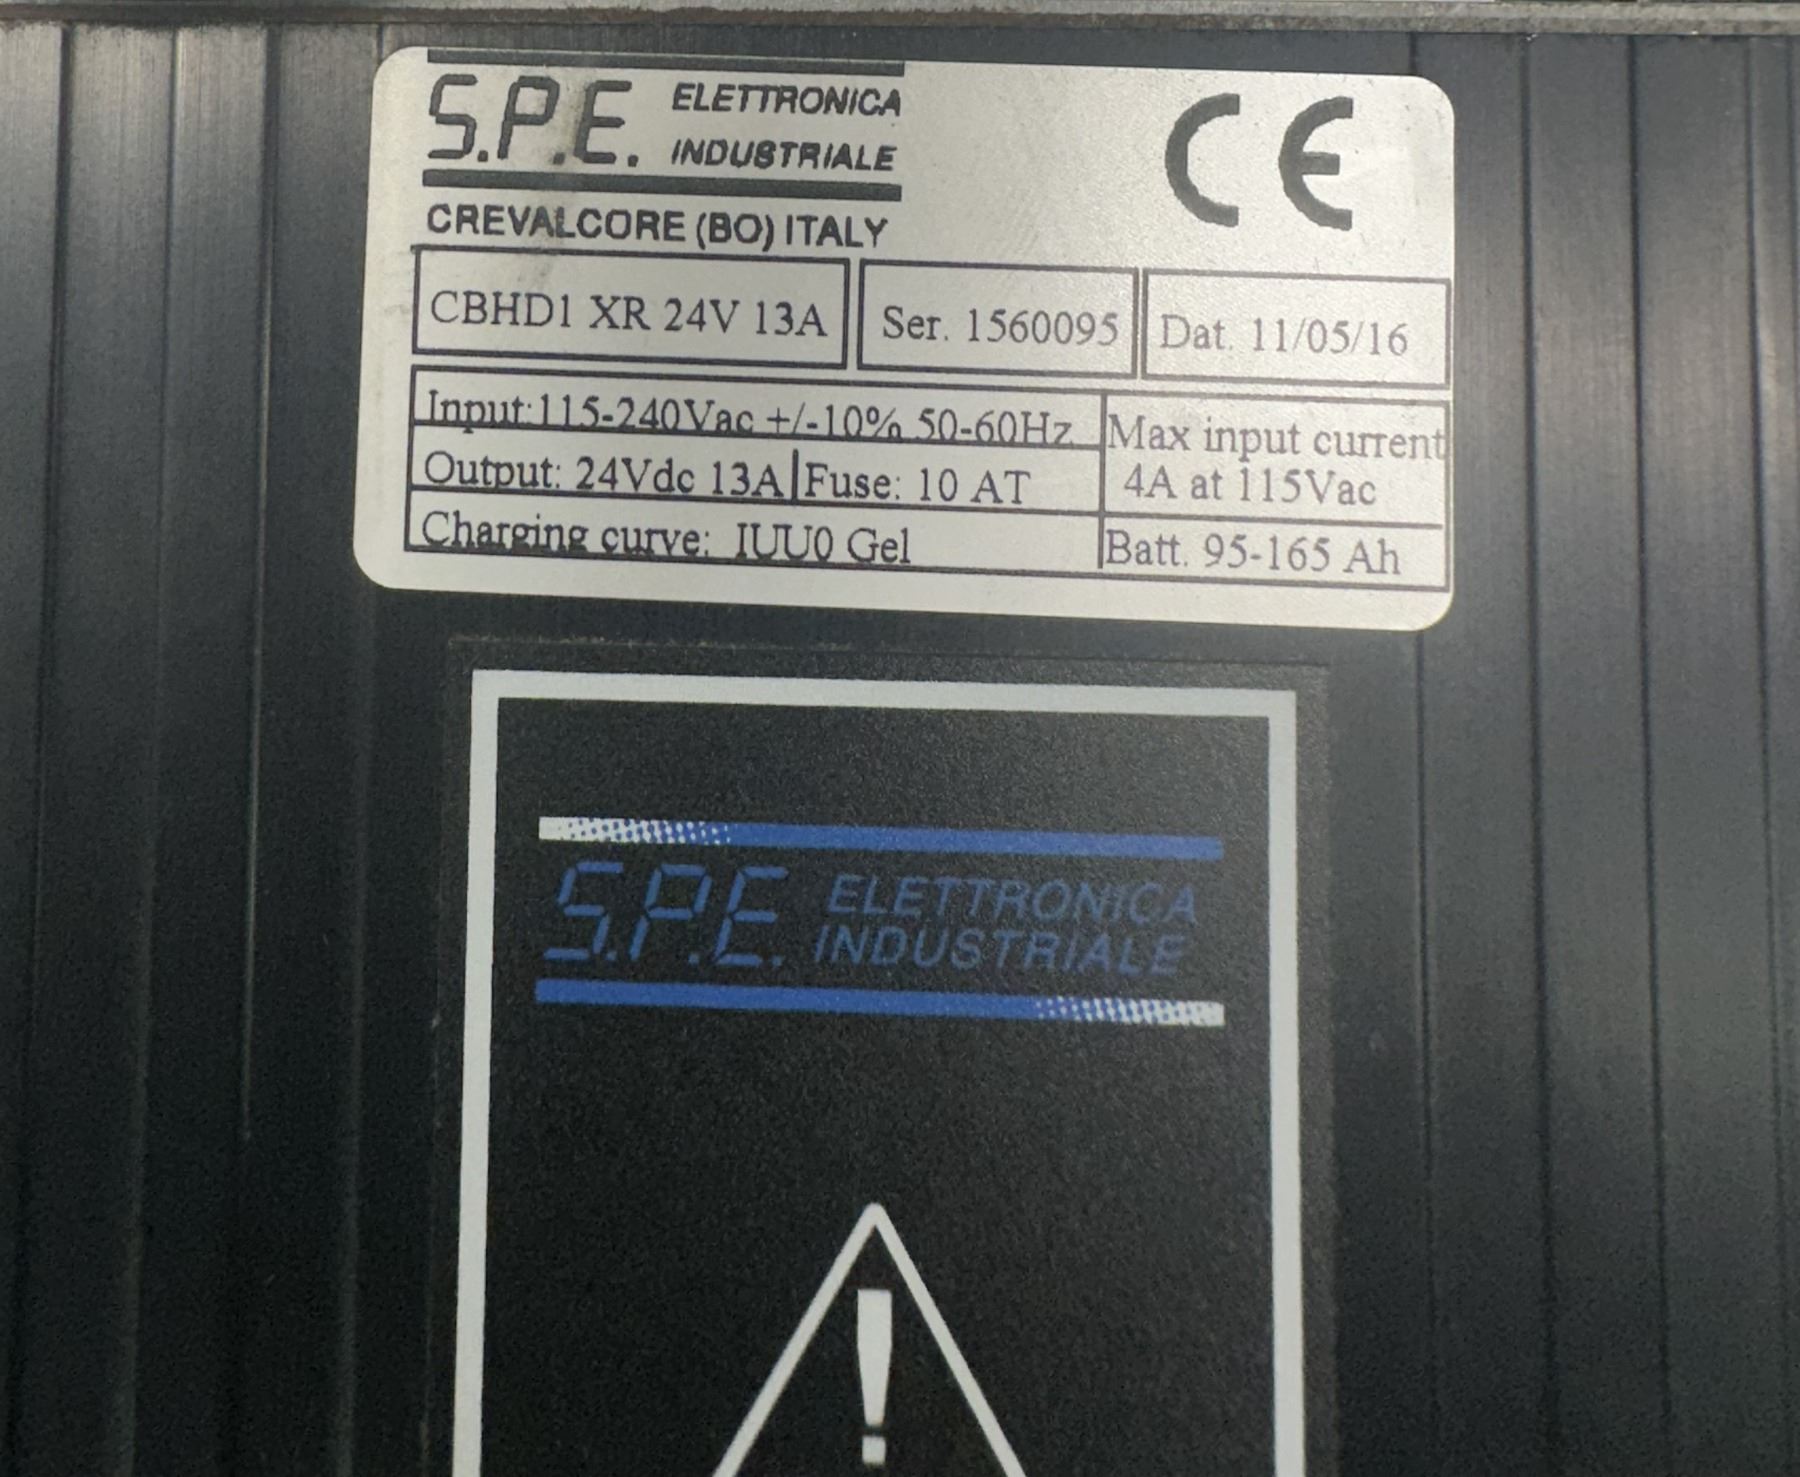 S.P.E. ELETTRONICA
INDUSTRIALE
CREVALCORE (BO) ITALY
CE
CBHD1 XR 24V 13A
Ser. 1560095
Dat. 11/05/16
Input:115-240Vac +/-10% 50-60Hz
Max input current
4A at 115Vac
Output: 24Vdc 13A
Fuse: 10 AT
Charging curve: IUU0 Gel
Batt. 95-165 Ah
S.P.E. ELETTRONICA
INDUSTRIALE
!